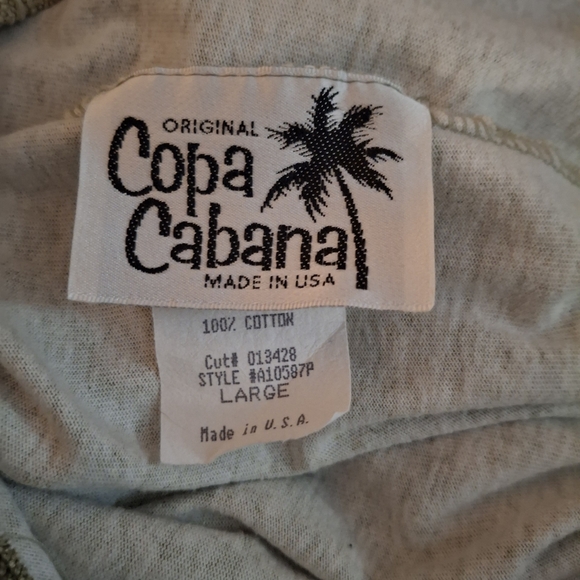 ORIGINAL
Copa
Cabana
MADE IN USA
100% COTTON
Cut# 013428
STYLE #A10587P
LARGE
Made in U.S.A.